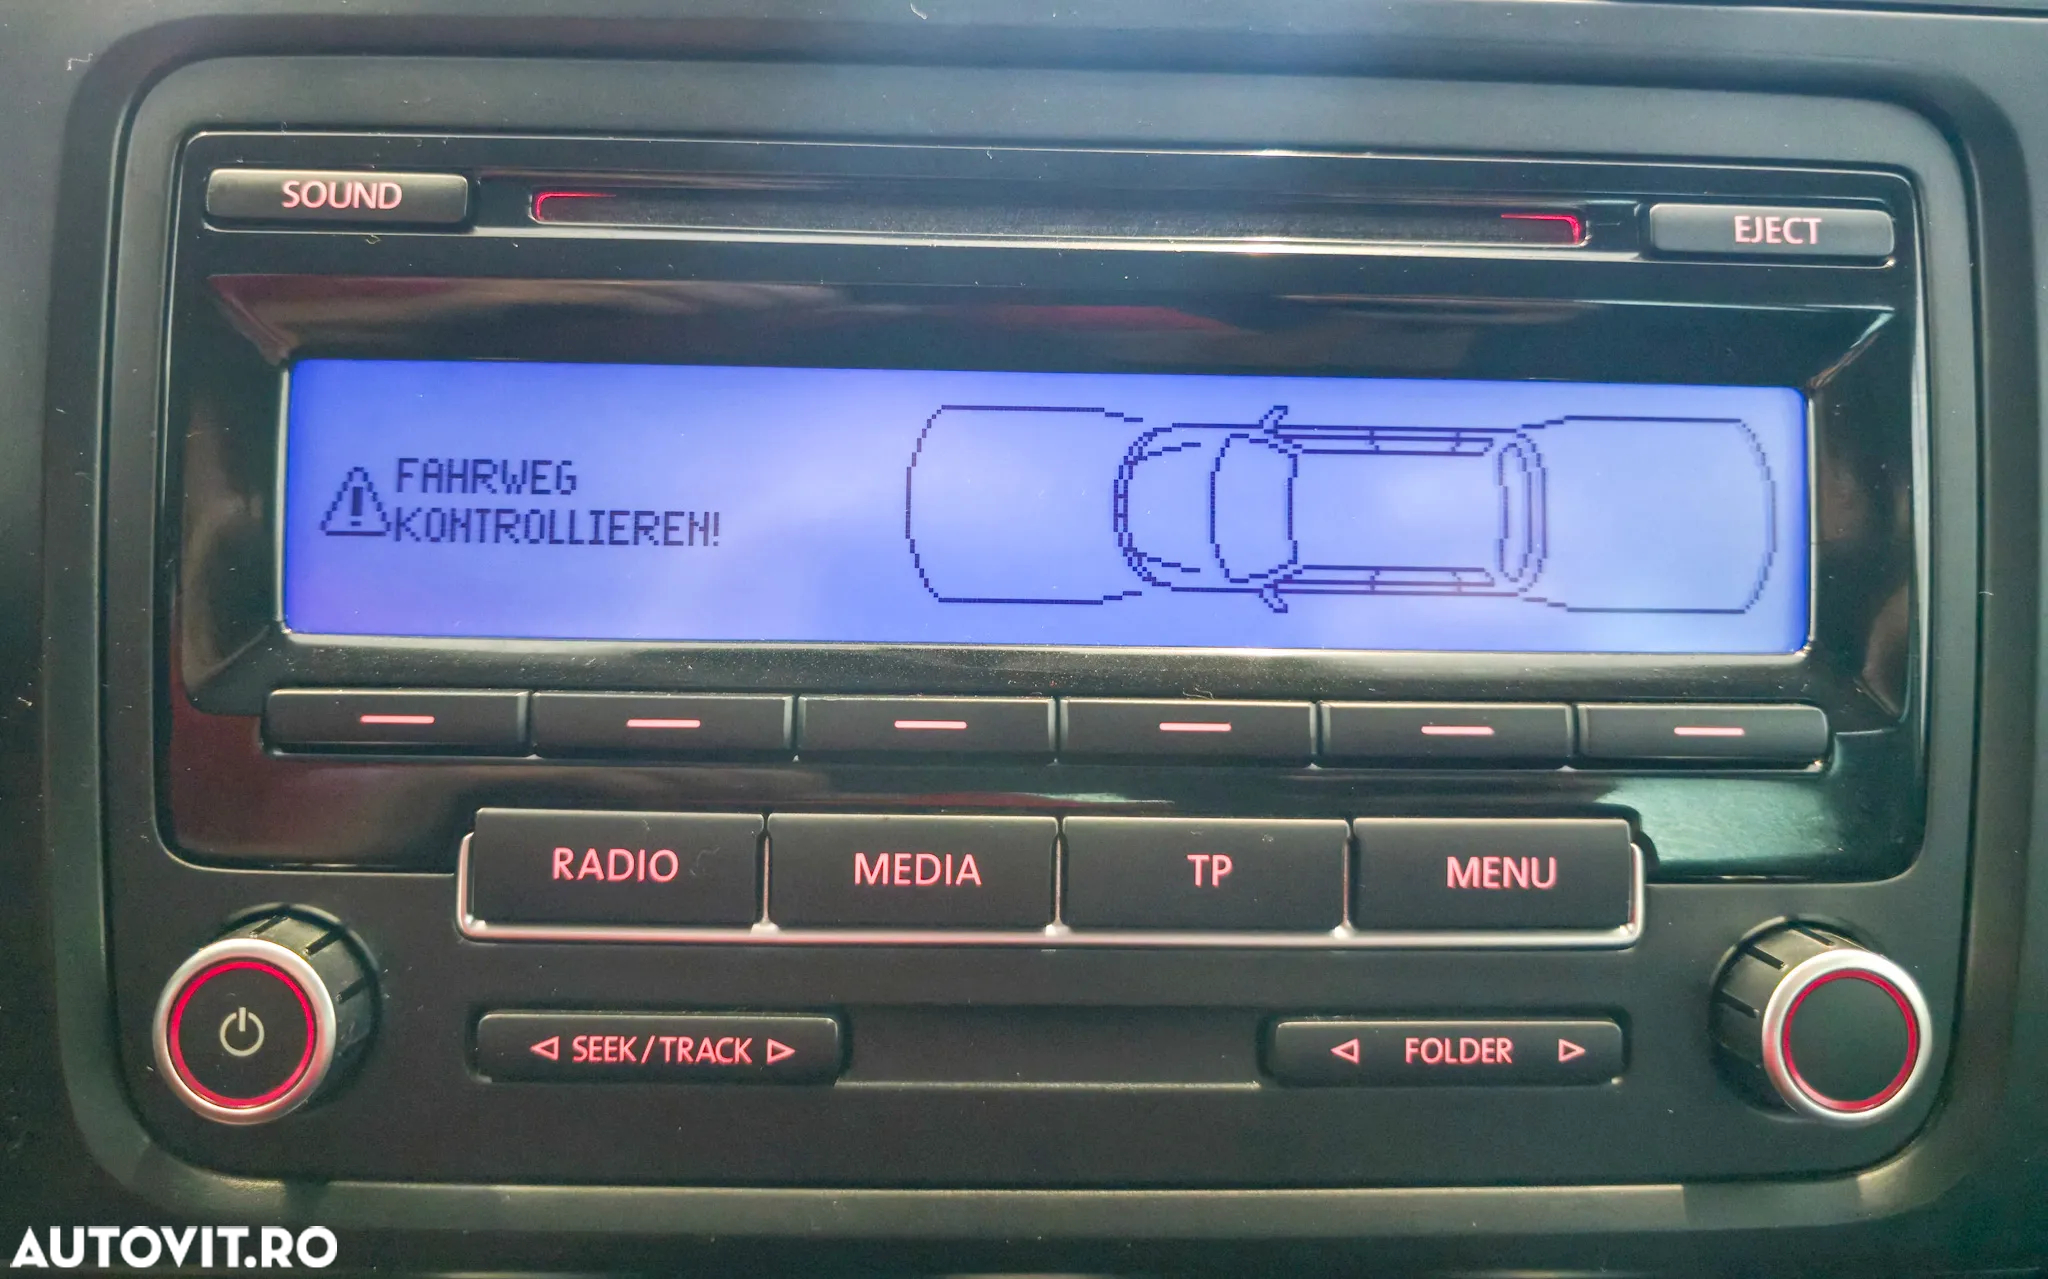 SOUND
EJECT
FAHRWEG
KONTROLLIEREN!
RADIO
MEDIA
TP
MENU
SEEK/TRACK
FOLDER
AUTOVIT.RO